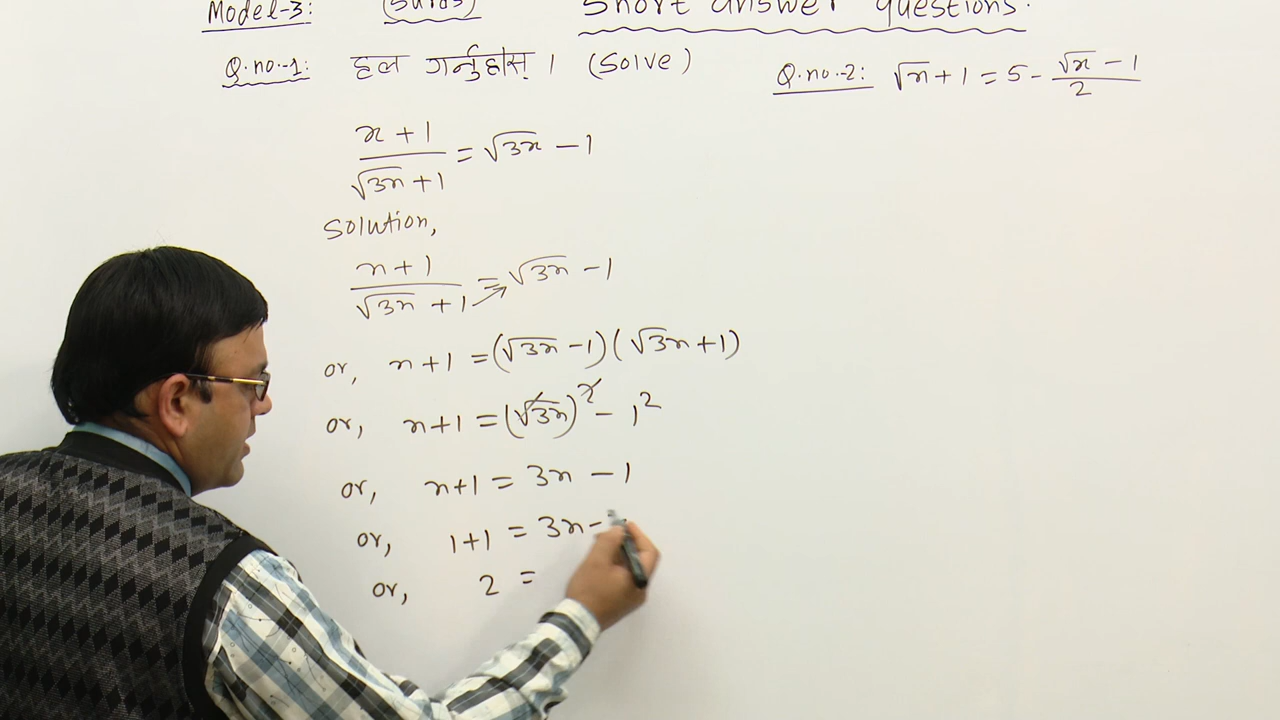 Model-3: (Surds) Short answer questions.
Q.no.-1: हल गर्नुहोस् । (Solve)
x+1/√3x+1 = √3x - 1
Solution,
x+1/√3x+1 = √3x - 1
or, x+1 = (√3x - 1)(√3x + 1)
or, x+1 = (√3x)² - 1²
or, x+1 = 3x - 1
or, 1+1 = 3x -
or, 2 =
Q.no.-2: √x + 1 = 5 - √x - 1/2